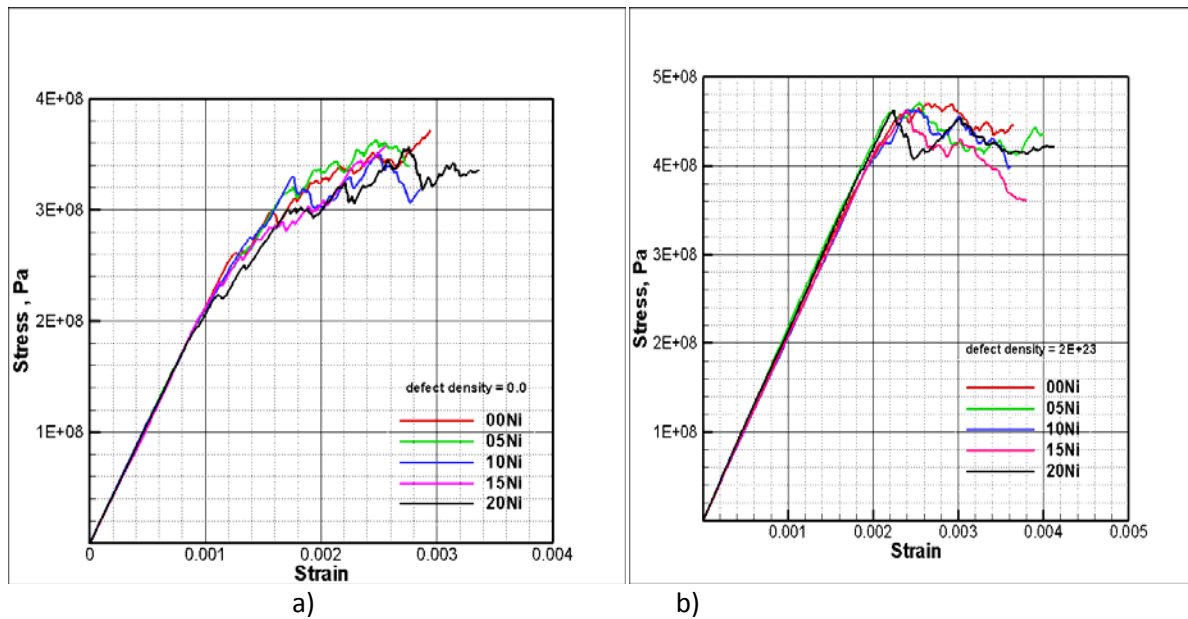 4E+08
3E+08
2E+08
1E+08
Stress , Pa
defect density = 0.0
00Ni
05Ni
10Ni
15Ni
20Ni
0
0.001
0.002
0.003
0.004
Strain
a)
5E+08
4E+08
3E+08
2E+08
1E+08
Stress, Pa
defect density = 2E+23
00Ni
05Ni
10Ni
15Ni
20Ni
0.001
0.002
0.003
0.004
0.005
Strain
b)